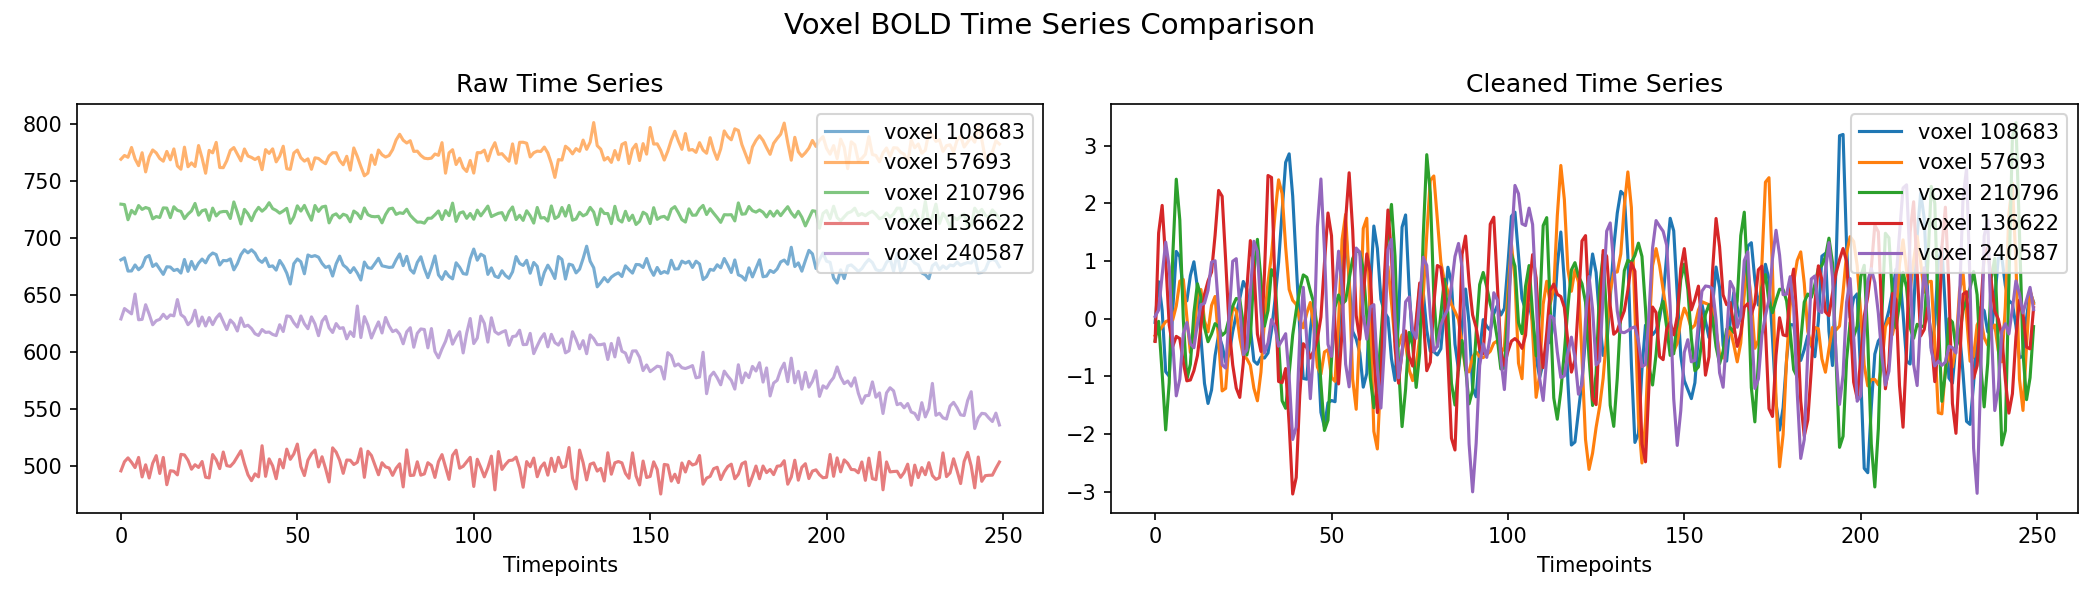 Voxel BOLD Time Series Comparison
Raw Time Series
800
750
700
650
600
550
500
0
50
100
150
200
250
Timepoints
voxel 108683
voxel 57693
voxel 210796
voxel 136622
voxel 240587
Cleaned Time Series
3
2
1
0
−1
−2
−3
0
50
100
150
200
250
Timepoints
voxel 108683
voxel 57693
voxel 210796
voxel 136622
voxel 240587